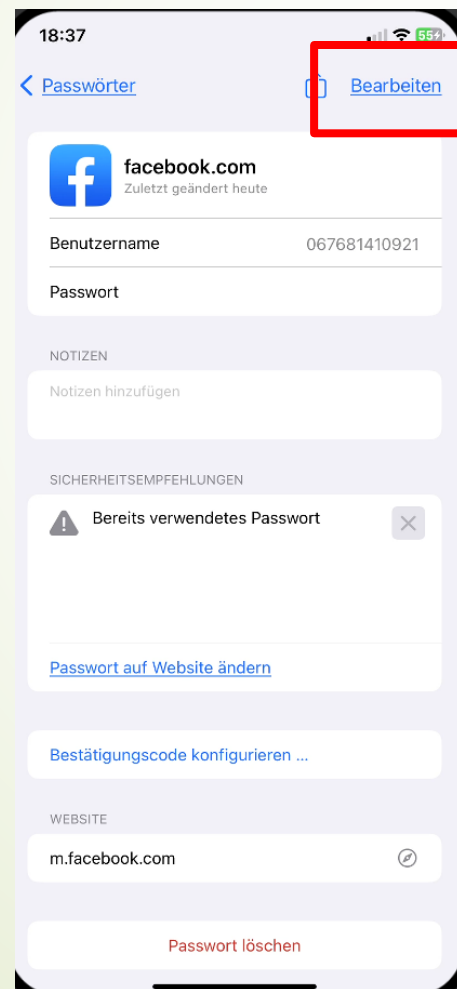 18:37
55
Passwörter
Bearbeiten
facebook.com
Zuletzt geändert heute
Benutzername 067681410921
Passwort
NOTIZEN
Notizen hinzufügen
SICHERHEITSEMPFEHLUNGEN
Bereits verwendetes Passwort
Passwort auf Website ändern
Bestätigungscode konfigurieren ...
WEBSITE
m.facebook.com
Passwort löschen